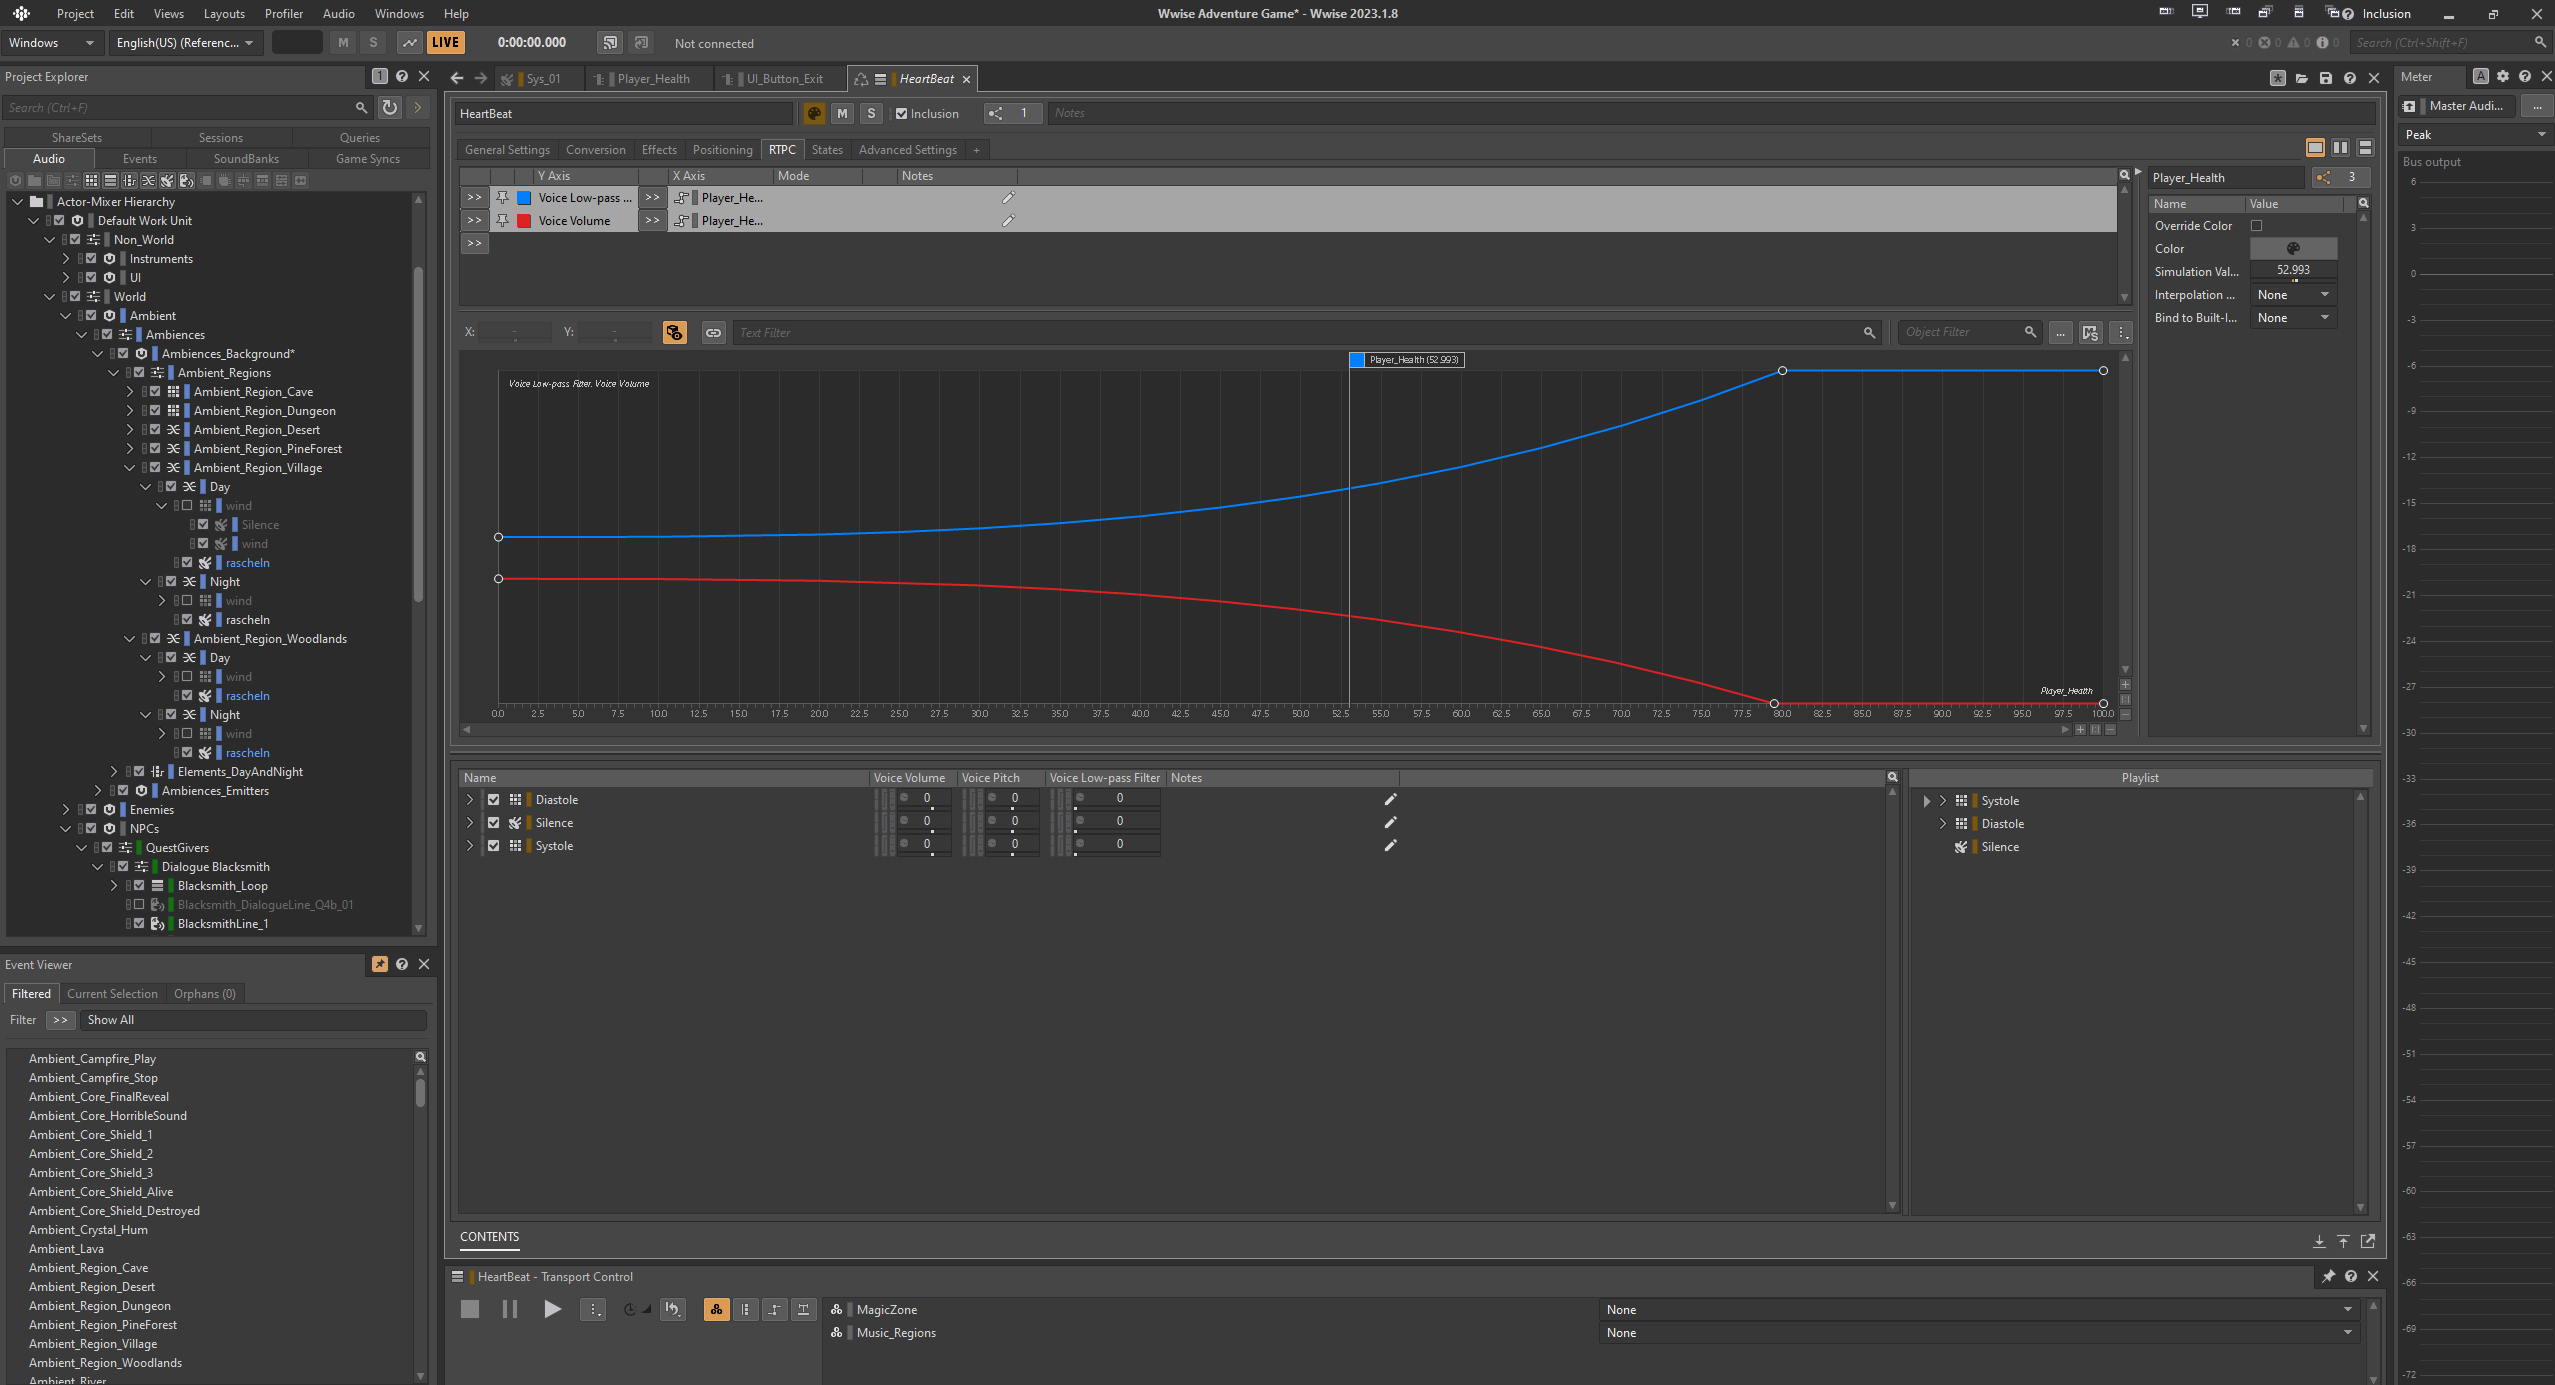 Project Edit Views Layouts Profiler Audio Windows Help
Wwise Adventure Game* - Wwise 2023.1.8
Inclusion
Windows
English(US) (Referenc...
M S
LIVE
0:00:00.000
Not connected
0 0 0 0
Search (Ctrl+Shift+F)
Project Explorer
1
Search (Ctrl+F)
ShareSets Sessions Queries
Audio Events SoundBanks Game Syncs
Actor-Mixer Hierarchy
Default Work Unit
Non_World
Instruments
UI
World
Ambient
Ambiences
Ambiences_Background*
Ambient_Regions
Ambient_Region_Cave
Ambient_Region_Dungeon
Ambient_Region_Desert
Ambient_Region_PineForest
Ambient_Region_Village
Day
wind
Silence
wind
rascheln
Night
wind
rascheln
Ambient_Region_Woodlands
Day
wind
rascheln
Night
wind
rascheln
Elements_DayAndNight
Ambiences_Emitters
Enemies
NPCs
QuestGivers
Dialogue Blacksmith
Blacksmith_Loop
Blacksmith_DialogueLine_Q4b_01
BlacksmithLine_1
Event Viewer
Filtered Current Selection Orphans (0)
Filter >> Show All
Ambient_Campfire_Play
Ambient_Campfire_Stop
Ambient_Core_FinalReveal
Ambient_Core_HorribleSound
Ambient_Core_Shield_1
Ambient_Core_Shield_2
Ambient_Core_Shield_3
Ambient_Core_Shield_Alive
Ambient_Core_Shield_Destroyed
Ambient_Crystal_Hum
Ambient_Lava
Ambient_Region_Cave
Ambient_Region_Desert
Ambient_Region_Dungeon
Ambient_Region_PineForest
Ambient_Region_Village
Ambient_Region_Woodlands
Ambient_River
Sys_01 Player_Health UI_Button_Exit HeartBeat
HeartBeat M S Inclusion 1 Notes
General Settings Conversion Effects Positioning RTPC States Advanced Settings +
Y Axis X Axis Mode Notes
>> Voice Low-pass ... >> Player_He...
>> Voice Volume >> Player_He...
>>
X: - Y: - Text Filter Object Filter ...
Player_Health (52.993)
Voice Low-pass Filter, Voice Volume
Player_Health
0.0 2.5 5.0 7.5 10.0 12.5 15.0 17.5 20.0 22.5 25.0 27.5 30.0 32.5 35.0 37.5 40.0 42.5 45.0 47.5 50.0 52.5 55.0 57.5 60.0 62.5 65.0 67.5 70.0 72.5 75.0 77.5 80.0 82.5 85.0 87.5 90.0 92.5 95.0 97.5 100.0
Player_Health 3
Name Value
Override Color
Color
Simulation Val... 52.993
Interpolation ... None
Bind to Built-I... None
Name Voice Volume Voice Pitch Voice Low-pass Filter Notes
Diastole 0 0 0
Silence 0 0 0
Systole 0 0 0
Playlist
Systole
Diastole
Silence
CONTENTS
HeartBeat - Transport Control
MagicZone None
Music_Regions None
Meter
A
Master Audi... ...
Peak
Bus output
6
3
0
-3
-6
-9
-12
-15
-18
-21
-24
-27
-30
-33
-36
-39
-42
-45
-48
-51
-54
-57
-60
-63
-66
-69
-72